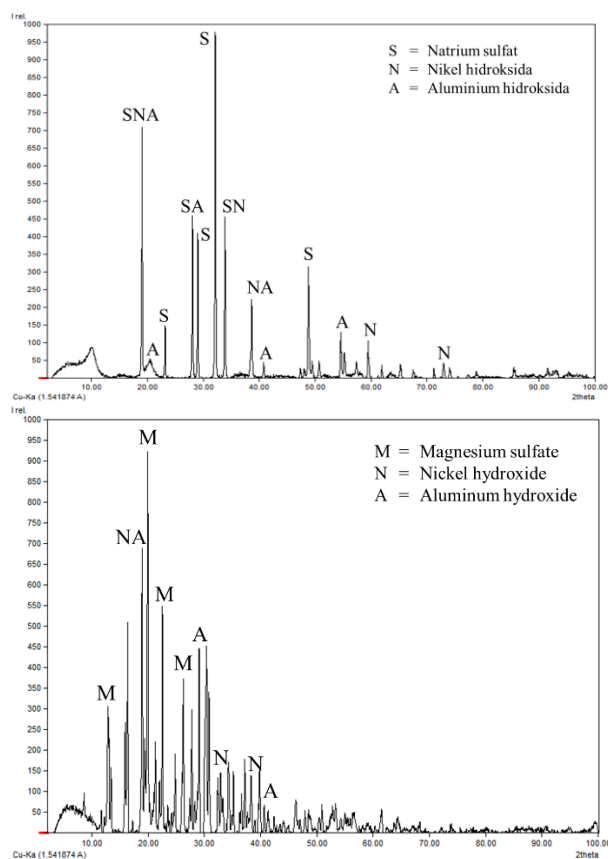 I rel.
1000
950
900
850
800
750
700
650
600
550
500
450
400
350
300
250
200
150
100
50
S
S = Natrium sulfat
N = Nikel hidroksida
A = Aluminium hidroksida
SNA
SA
S
SN
S
NA
S
A
A
A
N
N
10.00 20.00 30.00 40.00 50.00 60.00 70.00 80.00 90.00 100.00
Cu-Ka (1.541874 A) 2theta
I rel.
1000
950
900
850
800
750
700
650
600
550
500
450
400
350
300
250
200
150
100
50
M
M = Magnesium sulfate
N = Nickel hydroxide
A = Aluminum hydroxide
NA
M
A
M
M
N
N
A
10.00 20.00 30.00 40.00 50.00 60.00 70.00 80.00 90.00 100.00
Cu-Ka (1.541874 A) 2theta